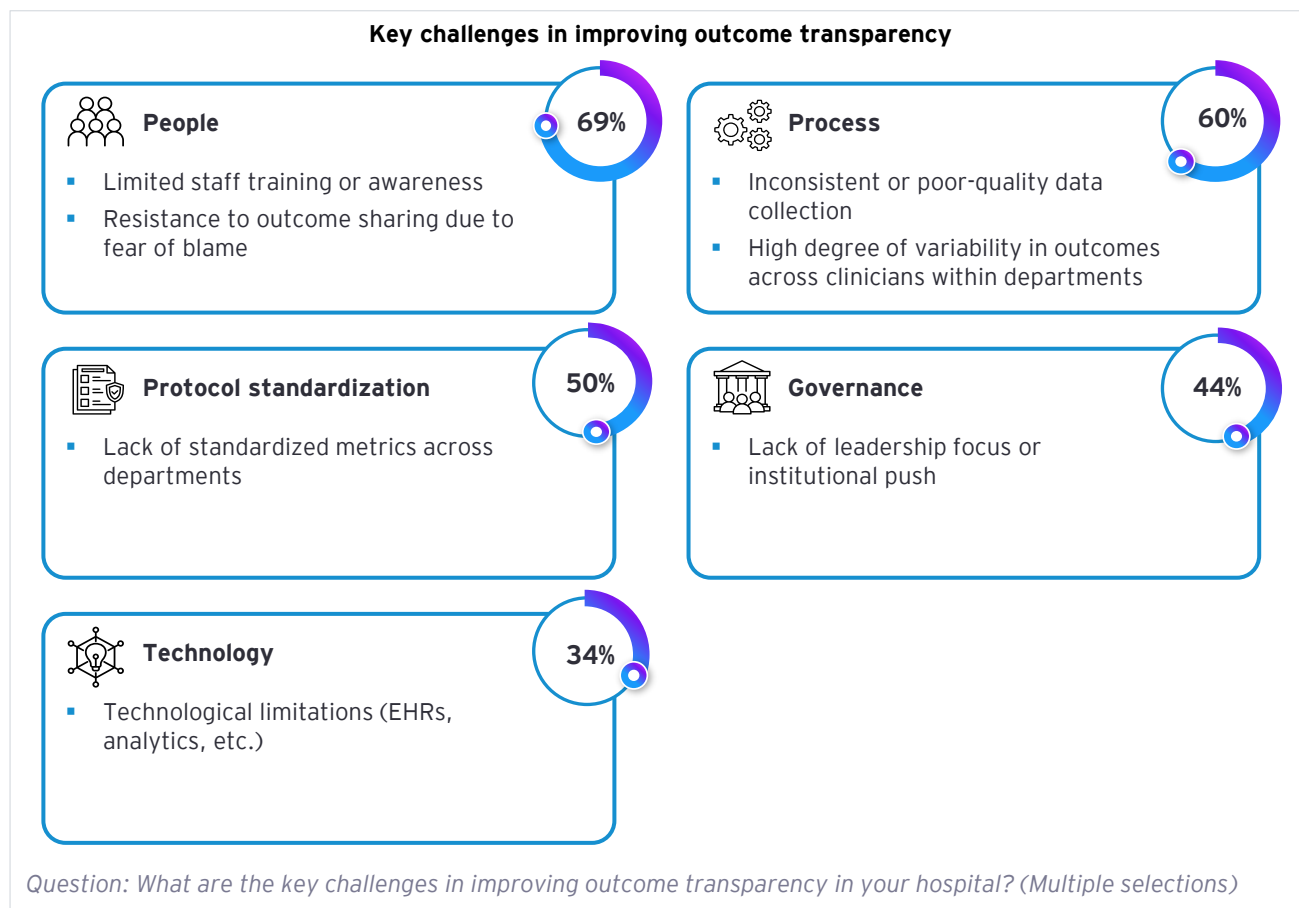 Key challenges in improving outcome transparency
People
69%
▪ Limited staff training or awareness
▪ Resistance to outcome sharing due to
fear of blame
Process
60%
▪ Inconsistent or poor-quality data
collection
▪ High degree of variability in outcomes
across clinicians within departments
Protocol standardization
50%
▪ Lack of standardized metrics across
departments
Governance
44%
▪ Lack of leadership focus or
institutional push
Technology
34%
▪ Technological limitations (EHRs,
analytics, etc.)
Question: What are the key challenges in improving outcome transparency in your hospital? (Multiple selections)